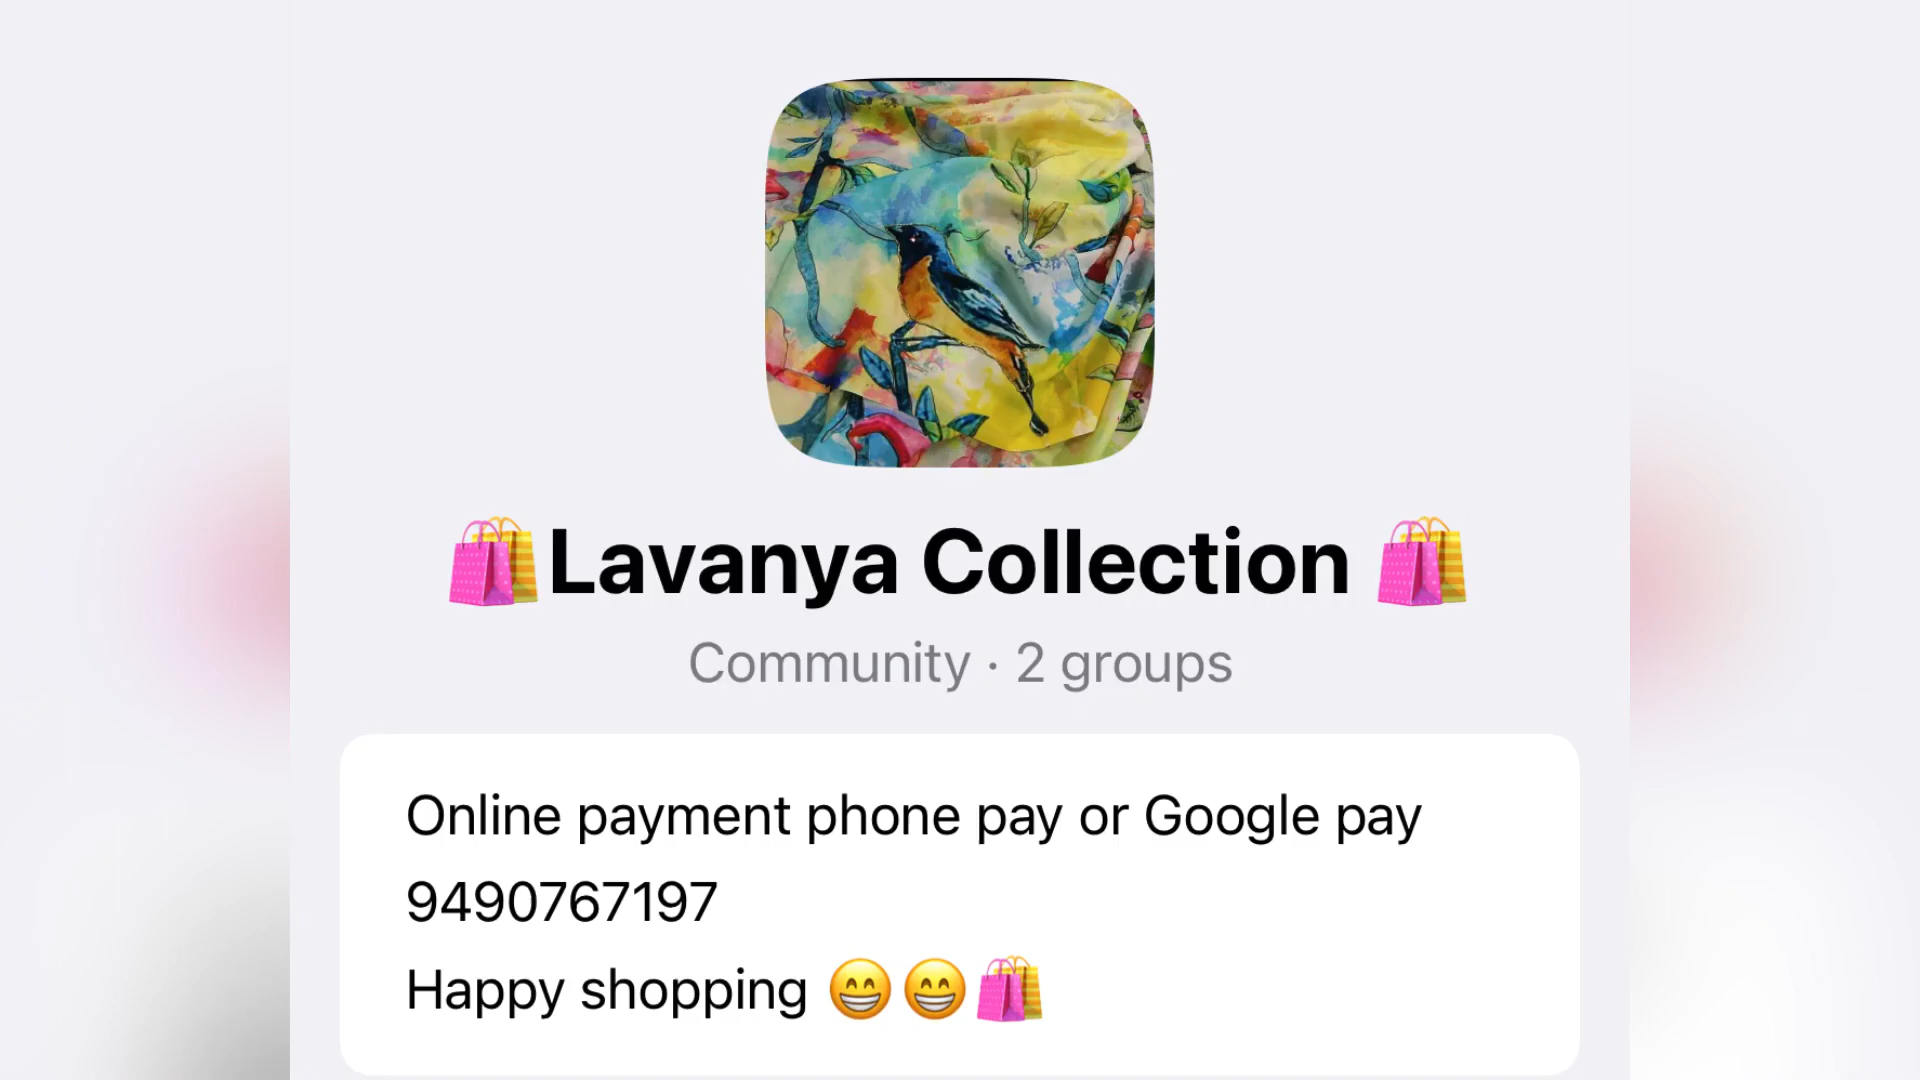 🛍️Lavanya Collection 🛍️
Community · 2 groups
Online payment phone pay or Google pay
9490767197
Happy shopping 😁😁🛍️